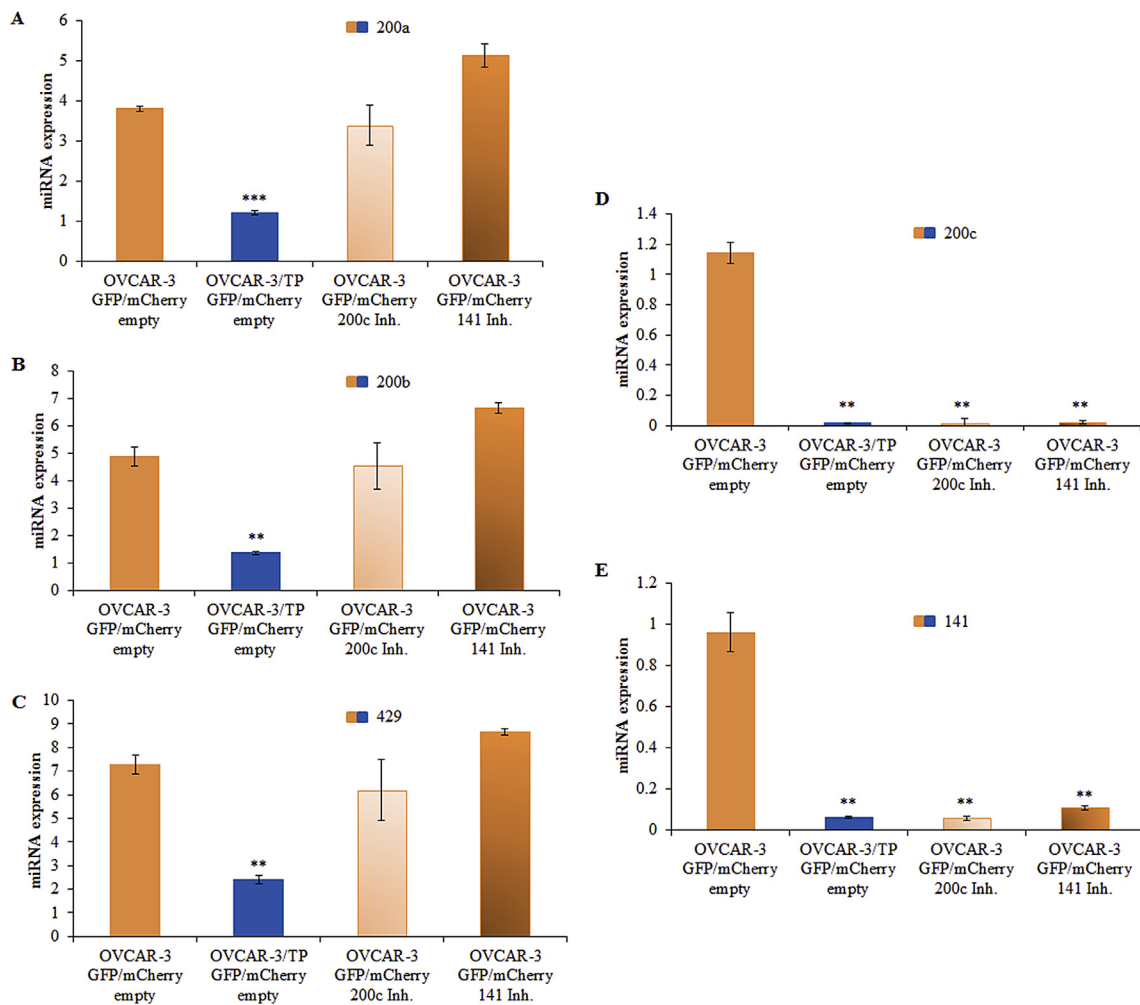 A
miRNA expression
6
5
4
3
2
1
0
200a
***
OVCAR-3 OVCAR-3/TP OVCAR-3 OVCAR-3
GFP/mCherry GFP/mCherry GFP/mCherry GFP/mCherry
empty empty 200c Inh. 141 Inh.
B
miRNA expression
8
7
6
5
4
3
2
1
0
200b
**
OVCAR-3 OVCAR-3/TP OVCAR-3 OVCAR-3
GFP/mCherry GFP/mCherry GFP/mCherry GFP/mCherry
empty empty 200c Inh. 141 Inh.
C
miRNA expression
10
9
8
7
6
5
4
3
2
1
0
429
**
OVCAR-3 OVCAR-3/TP OVCAR-3 OVCAR-3
GFP/mCherry GFP/mCherry GFP/mCherry GFP/mCherry
empty empty 200c Inh. 141 Inh.
D
miRNA expression
1.4
1.2
1
0.8
0.6
0.4
0.2
0
200c
** ** **
OVCAR-3 OVCAR-3/TP OVCAR-3 OVCAR-3
GFP/mCherry GFP/mCherry GFP/mCherry GFP/mCherry
empty empty 200c Inh. 141 Inh.
E
miRNA expression
1.2
1
0.8
0.6
0.4
0.2
0
141
** ** **
OVCAR-3 OVCAR-3/TP OVCAR-3 OVCAR-3
GFP/mCherry GFP/mCherry GFP/mCherry GFP/mCherry
empty empty 200c Inh. 141 Inh.